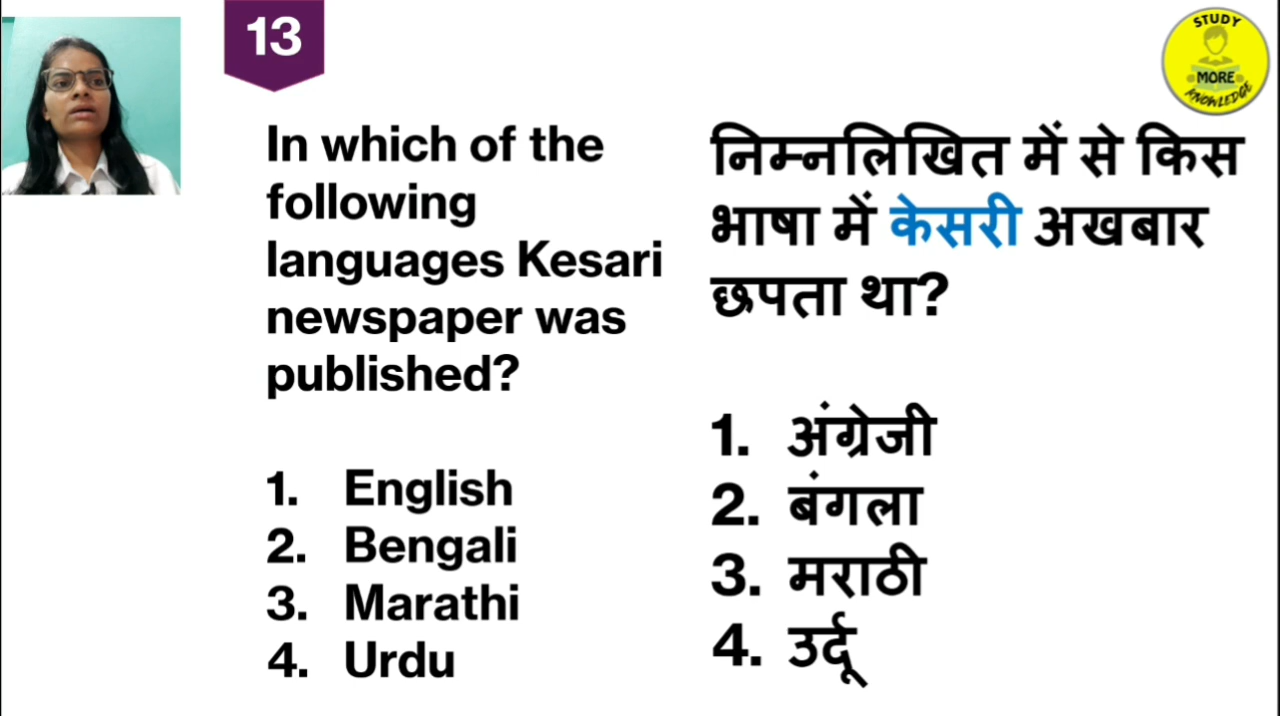 13
STUDY
MORE
KNOWLEDGE
In which of the
following
languages Kesari
newspaper was
published?
1. English
2. Bengali
3. Marathi
4. Urdu
निम्नलिखित में से किस
भाषा में केसरी अखबार
छपता था?
1. अंग्रेजी
2. बंगला
3. मराठी
4. उर्दू